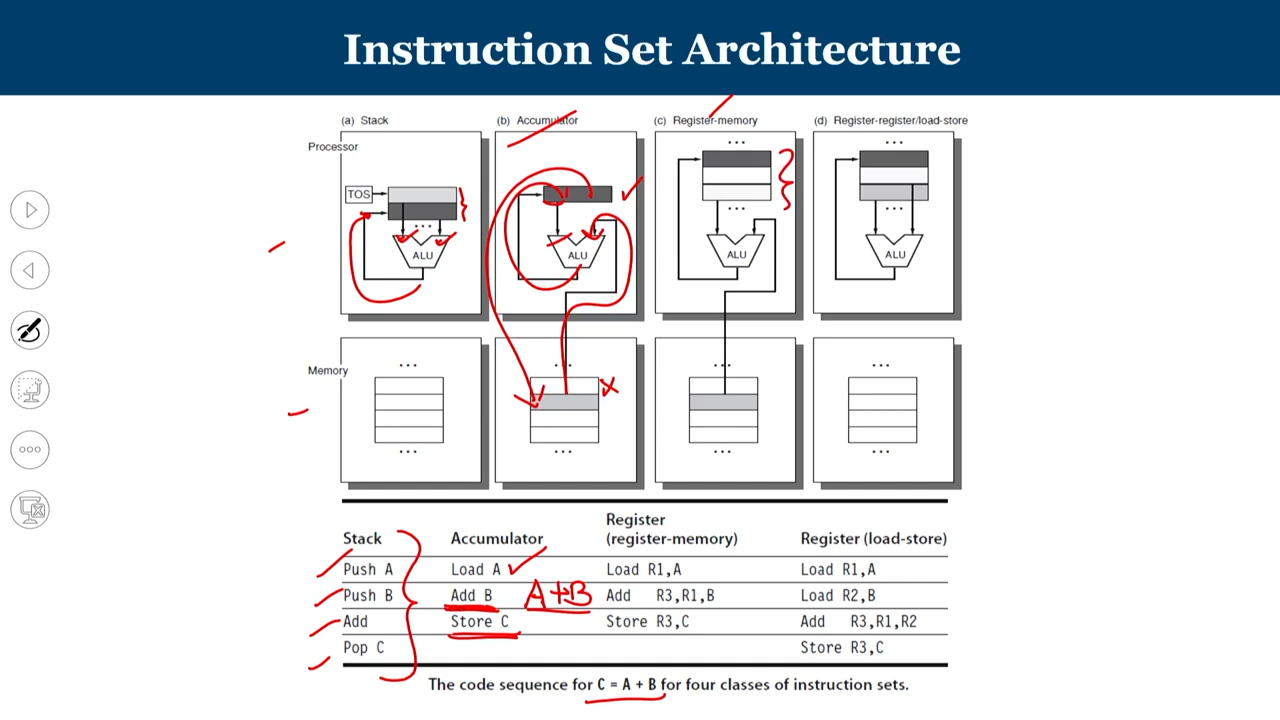 Instruction Set Architecture
(a) Stack
(b) Accumulator
(c) Register-memory
(d) Register-register/load-store
Processor
...
...
TOS
...
...
...
ALU
ALU
ALU
ALU
Memory
...
...
...
...
...
...
...
...
Stack
Accumulator
Register
(register-memory)
Register (load-store)
Push A
Load A
Load R1,A
Load R1,A
Push B
Add B
A+B
Add R3,R1,B
Load R2,B
Add
Store C
Store R3,C
Add R3,R1,R2
Pop C
Store R3,C
The code sequence for C = A + B for four classes of instruction sets.